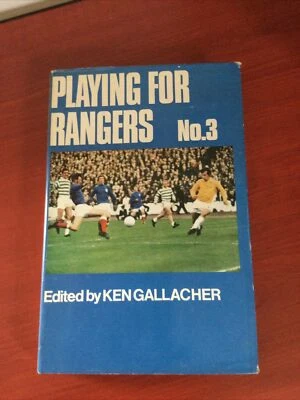 PLAYING FOR
RANGERS No.3
Edited by KEN GALLACHER